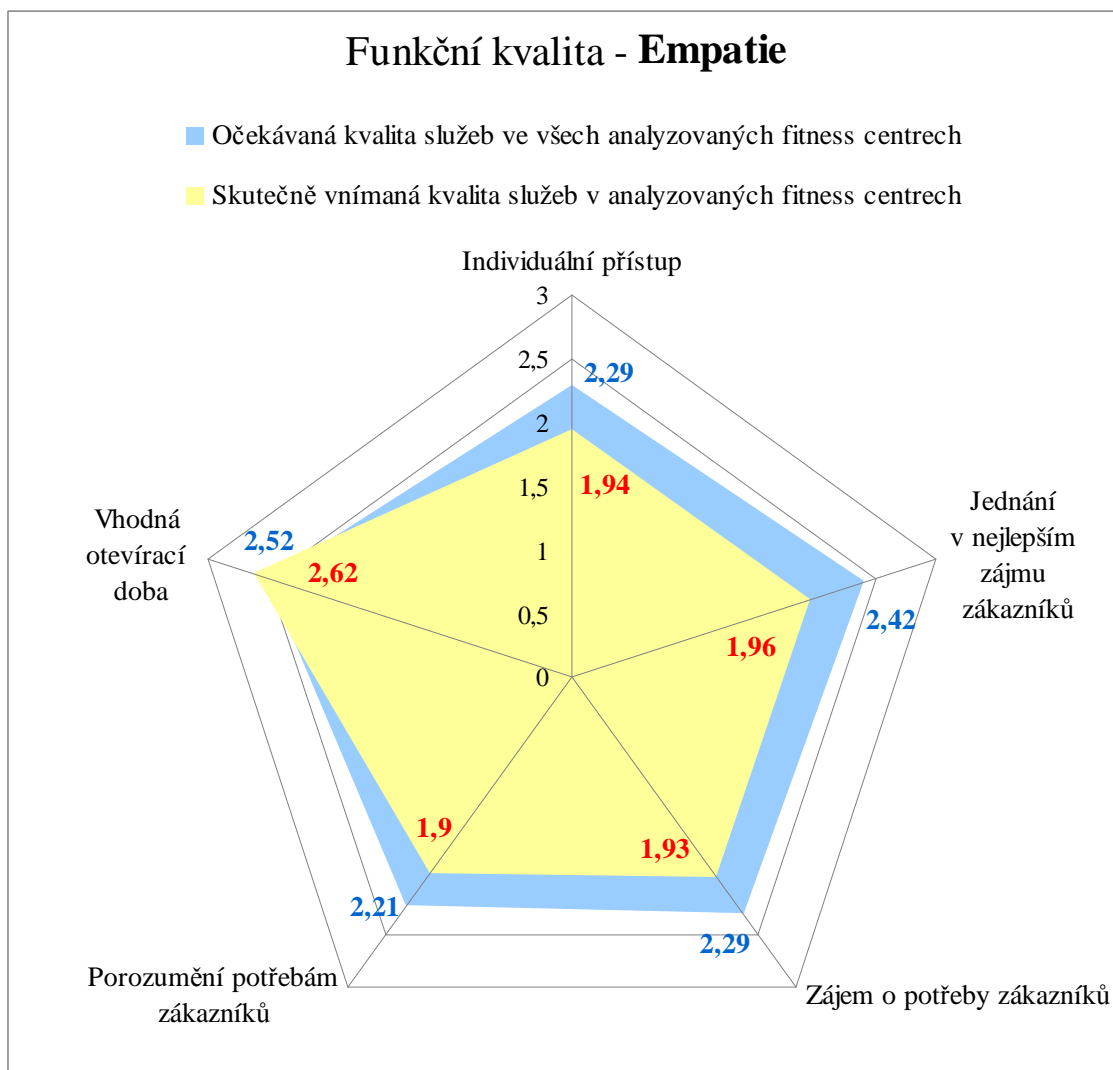 Funkční kvalita - Empatie
Očekávaná kvalita služeb ve všech analyzovaných fitness centrech
Skutečně vnímaná kvalita služeb v analyzovaných fitness centrech
Individuální přístup
3
2,5
2,29
2
1,94
1,5
1
0,5
0
Jednání
v nejlepším
zájmu
zákazníků
2,42
1,96
Vhodná
otevírací
doba
2,52
2,62
1,9
1,93
2,21
2,29
Porozumění potřebám
zákazníků
Zájem o potřeby zákazníků